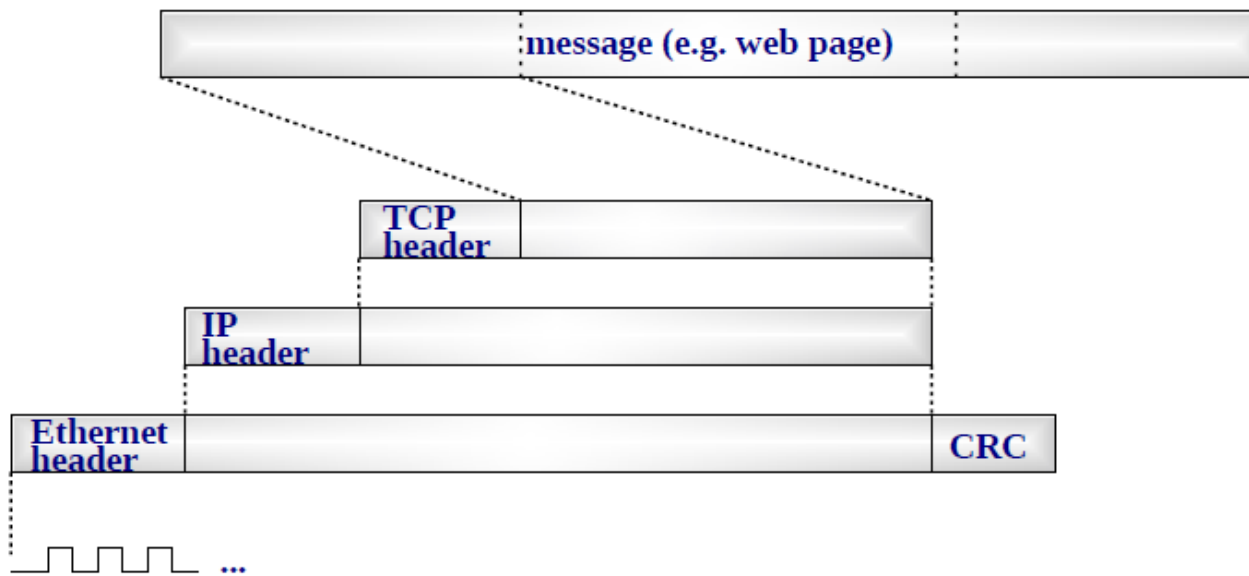 message (e.g. web page)
TCP
header
IP
header
Ethernet
header
CRC
...